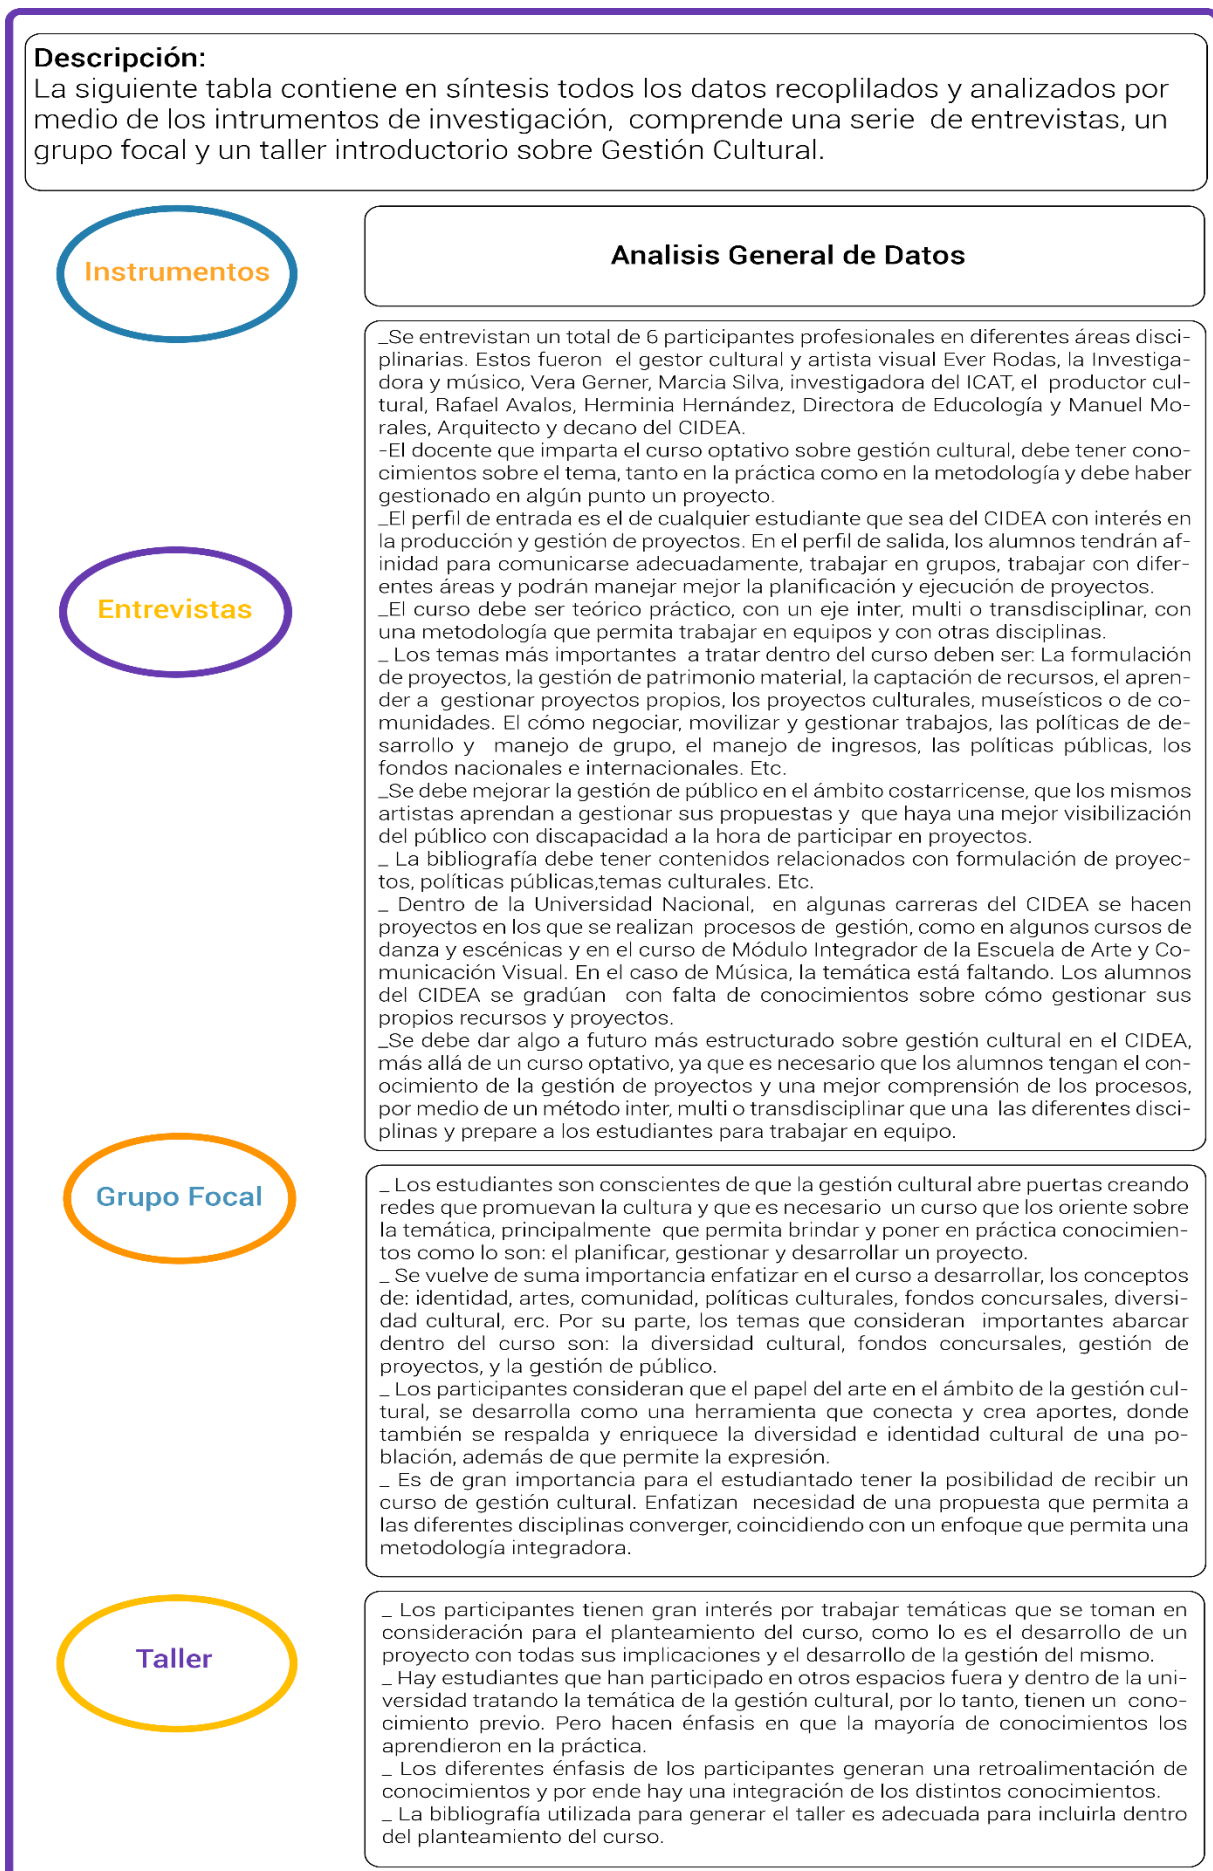 Descripción:
La siguiente tabla contiene en síntesis todos los datos recoplilados y analizados por
medio de los intrumentos de investigación, comprende una serie de entrevistas, un
grupo focal y un taller introductorio sobre Gestión Cultural.
Instrumentos
Analisis General de Datos
Entrevistas
_Se entrevistan un total de 6 participantes profesionales en diferentes áreas disci-
plinarias. Estos fueron el gestor cultural y artista visual Ever Rodas, la Investiga-
dora y músico, Vera Gerner, Marcia Silva, investigadora del ICAT, el productor cul-
tural, Rafael Avalos, Herminia Hernández, Directora de Educología y Manuel Mo-
rales, Arquitecto y decano del CIDEA.
-El docente que imparta el curso optativo sobre gestión cultural, debe tener cono-
cimientos sobre el tema, tanto en la práctica como en la metodología y debe haber
gestionado en algún punto un proyecto.
_El perfil de entrada es el de cualquier estudiante que sea del CIDEA con interés en
la producción y gestión de proyectos. En el perfil de salida, los alumnos tendrán af-
inidad para comunicarse adecuadamente, trabajar en grupos, trabajar con difer-
entes áreas y podrán manejar mejor la planificación y ejecución de proyectos.
_El curso debe ser teórico práctico, con un eje inter, multi o transdisciplinar, con
una metodología que permita trabajar en equipos y con otras disciplinas.
_ Los temas más importantes a tratar dentro del curso deben ser: La formulación
de proyectos, la gestión de patrimonio material, la captación de recursos, el apren-
der a gestionar proyectos propios, los proyectos culturales, museísticos o de co-
munidades. El cómo negociar, movilizar y gestionar trabajos, las políticas de de-
sarrollo y manejo de grupo, el manejo de ingresos, las políticas públicas, los
fondos nacionales e internacionales. Etc.
_Se debe mejorar la gestión de público en el ámbito costarricense, que los mismos
artistas aprendan a gestionar sus propuestas y que haya una mejor visibilización
del público con discapacidad a la hora de participar en proyectos.
_ La bibliografía debe tener contenidos relacionados con formulación de proyec-
tos, políticas públicas,temas culturales. Etc.
_ Dentro de la Universidad Nacional, en algunas carreras del CIDEA se hacen
proyectos en los que se realizan procesos de gestión, como en algunos cursos de
danza y escénicas y en el curso de Módulo Integrador de la Escuela de Arte y Co-
municación Visual. En el caso de Música, la temática está faltando. Los alumnos
del CIDEA se gradúan con falta de conocimientos sobre cómo gestionar sus
propios recursos y proyectos.
_Se debe dar algo a futuro más estructurado sobre gestión cultural en el CIDEA,
más allá de un curso optativo, ya que es necesario que los alumnos tengan el con-
ocimiento de la gestión de proyectos y una mejor comprensión de los procesos,
por medio de un método inter, multi o transdisciplinar que una las diferentes disci-
plinas y prepare a los estudiantes para trabajar en equipo.
Grupo Focal
_ Los estudiantes son conscientes de que la gestión cultural abre puertas creando
redes que promuevan la cultura y que es necesario un curso que los oriente sobre
la temática, principalmente que permita brindar y poner en práctica conocimien-
tos como lo son: el planificar, gestionar y desarrollar un proyecto.
_ Se vuelve de suma importancia enfatizar en el curso a desarrollar, los conceptos
de: identidad, artes, comunidad, políticas culturales, fondos concursales, diversi-
dad cultural, erc. Por su parte, los temas que consideran importantes abarcar
dentro del curso son: la diversidad cultural, fondos concursales, gestión de
proyectos, y la gestión de público.
_ Los participantes consideran que el papel del arte en el ámbito de la gestión cul-
tural, se desarrolla como una herramienta que conecta y crea aportes, donde
también se respalda y enriquece la diversidad e identidad cultural de una po-
blación, además de que permite la expresión.
_ Es de gran importancia para el estudiantado tener la posibilidad de recibir un
curso de gestión cultural. Enfatizan necesidad de una propuesta que permita a
las diferentes disciplinas converger, coincidiendo con un enfoque que permita una
metodología integradora.
Taller
_ Los participantes tienen gran interés por trabajar temáticas que se toman en
consideración para el planteamiento del curso, como lo es el desarrollo de un
proyecto con todas sus implicaciones y el desarrollo de la gestión del mismo.
_ Hay estudiantes que han participado en otros espacios fuera y dentro de la uni-
versidad tratando la temática de la gestión cultural, por lo tanto, tienen un cono-
cimiento previo. Pero hacen énfasis en que la mayoría de conocimientos los
aprendieron en la práctica.
_ Los diferentes énfasis de los participantes generan una retroalimentación de
conocimientos y por ende hay una integración de los distintos conocimientos.
_ La bibliografía utilizada para generar el taller es adecuada para incluirla dentro
del planteamiento del curso.